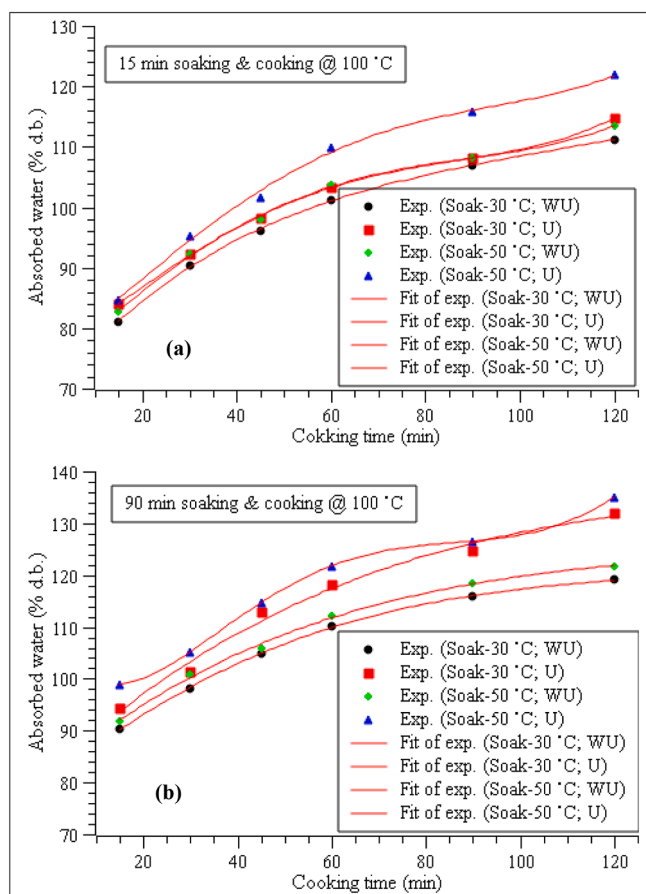 130
120
110
100
90
80
70
Absorbed water (% d.b.)
15 min soaking & cooking @ 100 ˚C
(a)
Exp. (Soak-30 ˚C; WU)
Exp. (Soak-30 ˚C; U)
Exp. (Soak-50 ˚C; WU)
Exp. (Soak-50 ˚C; U)
Fit of exp. (Soak-30 ˚C; WU)
Fit of exp. (Soak-30 ˚C; U)
Fit of exp. (Soak-50 ˚C; WU)
Fit of exp. (Soak-50 ˚C; U)
20 40 60 80 100 120
Cokking time (min)
140
130
120
110
100
90
80
70
Absorbed water (% d.b.)
90 min soaking & cooking @ 100 ˚C
(b)
Exp. (Soak-30 ˚C; WU)
Exp. (Soak-30 ˚C; U)
Exp. (Soak-50 ˚C; WU)
Exp. (Soak-50 ˚C; U)
Fit of exp. (Soak-30 ˚C; WU)
Fit of exp. (Soak-30 ˚C; U)
Fit of exp. (Soak-50 ˚C; WU)
Fit of exp. (Soak-50 ˚C; U)
20 40 60 80 100 120
Cooking time (min)